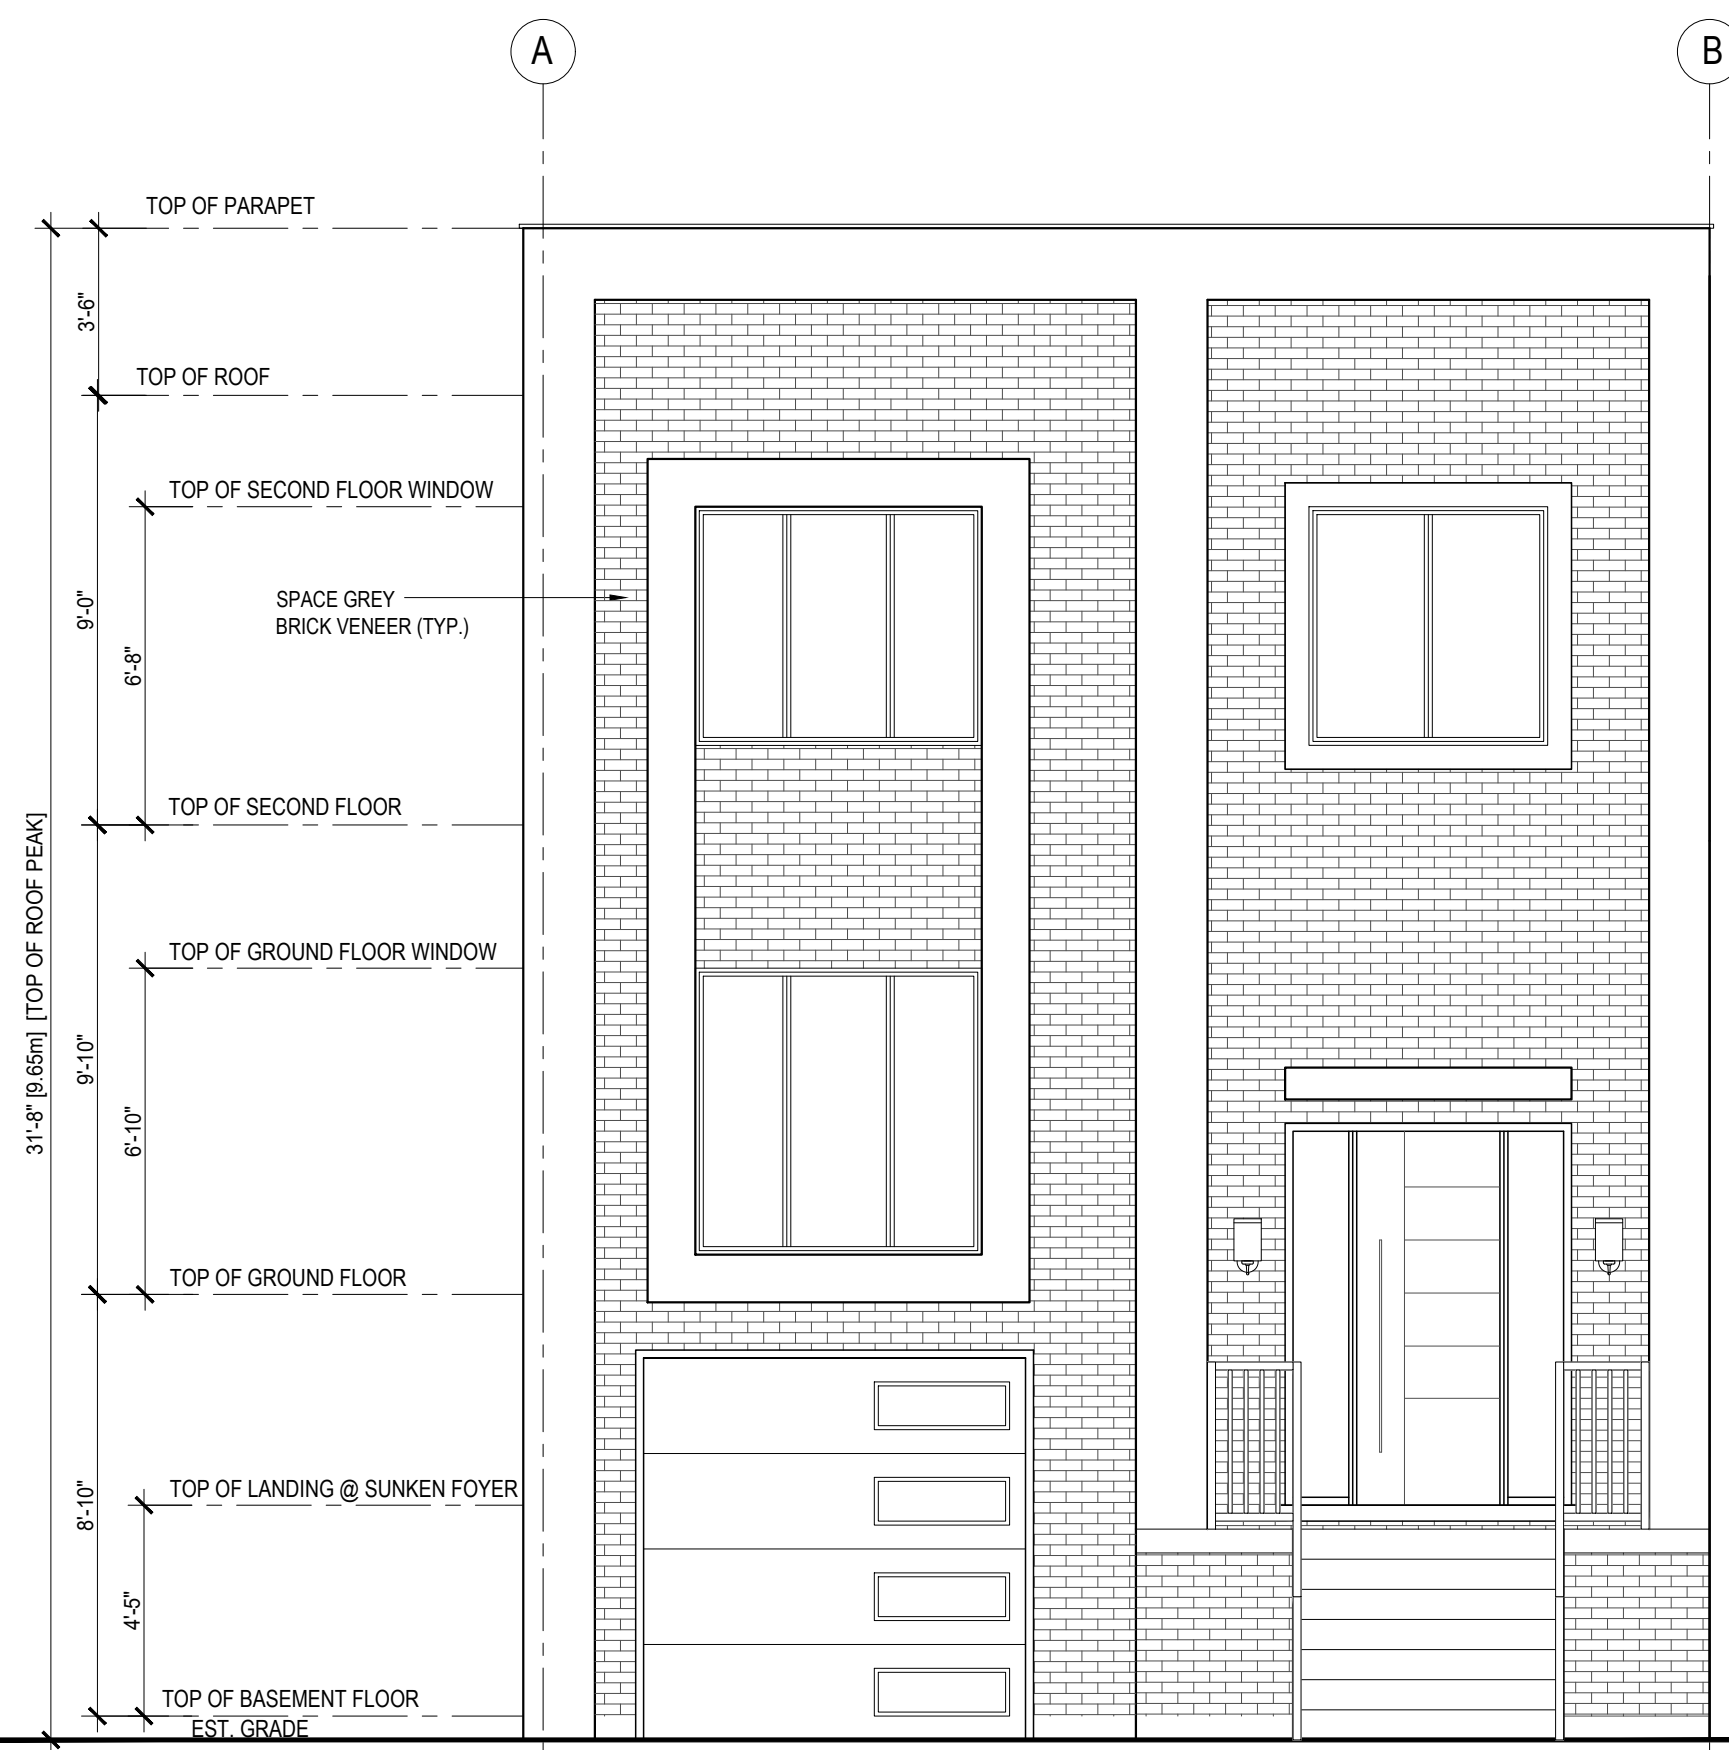 A
B
TOP OF PARAPET
3'-6"
TOP OF ROOF
TOP OF SECOND FLOOR WINDOW
9'-0"
SPACE GREY
BRICK VENEER (TYP.)
6'-8"
TOP OF SECOND FLOOR
31'-8" [9.65m] [TOP OF ROOF PEAK]
TOP OF GROUND FLOOR WINDOW
9'-10"
6'-10"
TOP OF GROUND FLOOR
8'-10"
TOP OF LANDING @ SUNKEN FOYER
4'-5"
TOP OF BASEMENT FLOOR
EST. GRADE